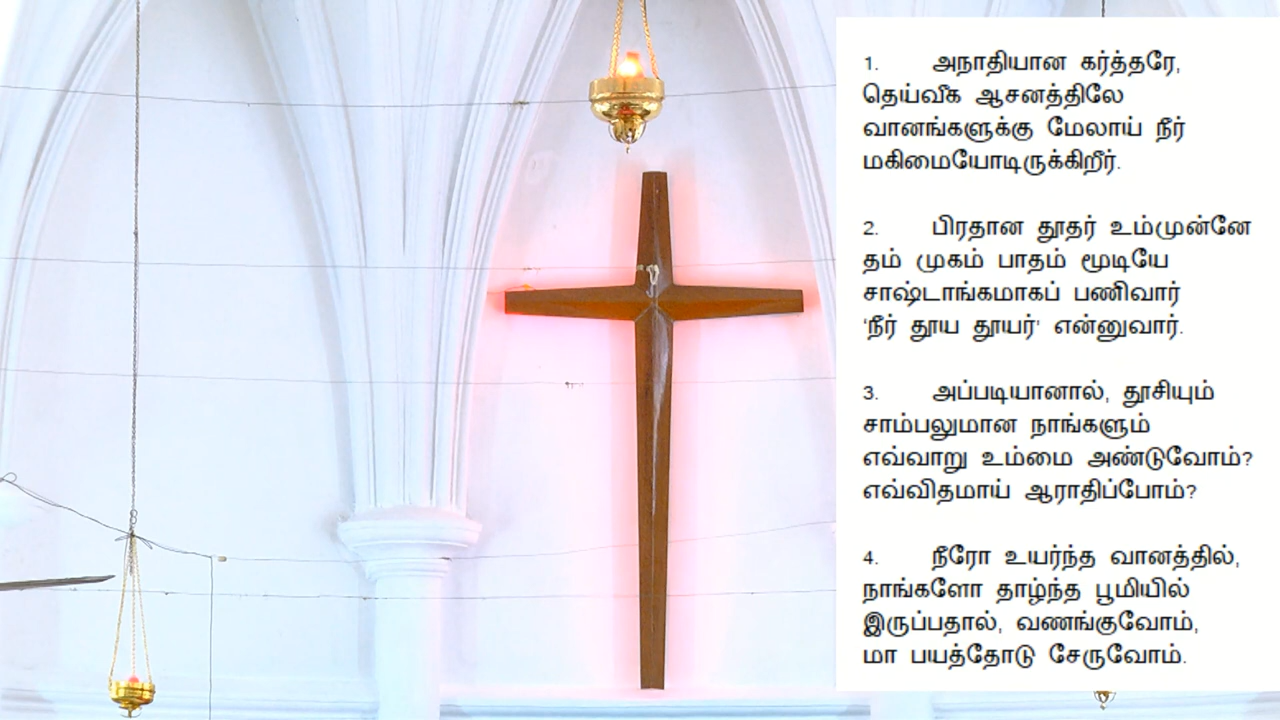 1. அநாதியான கர்த்தரே,
தெய்வீக ஆசனத்திலே
வானங்களுக்கு மேலாய் நீர்
மகிமையோடிருக்கிறீர்.
2. பிரதான தூதர் உம்முன்னே
தம் முகம் பாதம் மூடியே
சாஷ்டாங்கமாகப் பணிவார்
‘நீர் தூய தூயர்’ என்னுவார்.
3. அப்படியானால், தூசியும்
சாம்பலுமான நாங்களும்
எவ்வாறு உம்மை அண்டுவோம்?
எவ்விதமாய் ஆராதிப்போம்?
4. நீரோ உயர்ந்த வானத்தில்,
நாங்களோ தாழ்ந்த பூமியில்
இருப்பதால், வணங்குவோம்,
மா பயத்தோடு சேருவோம்.